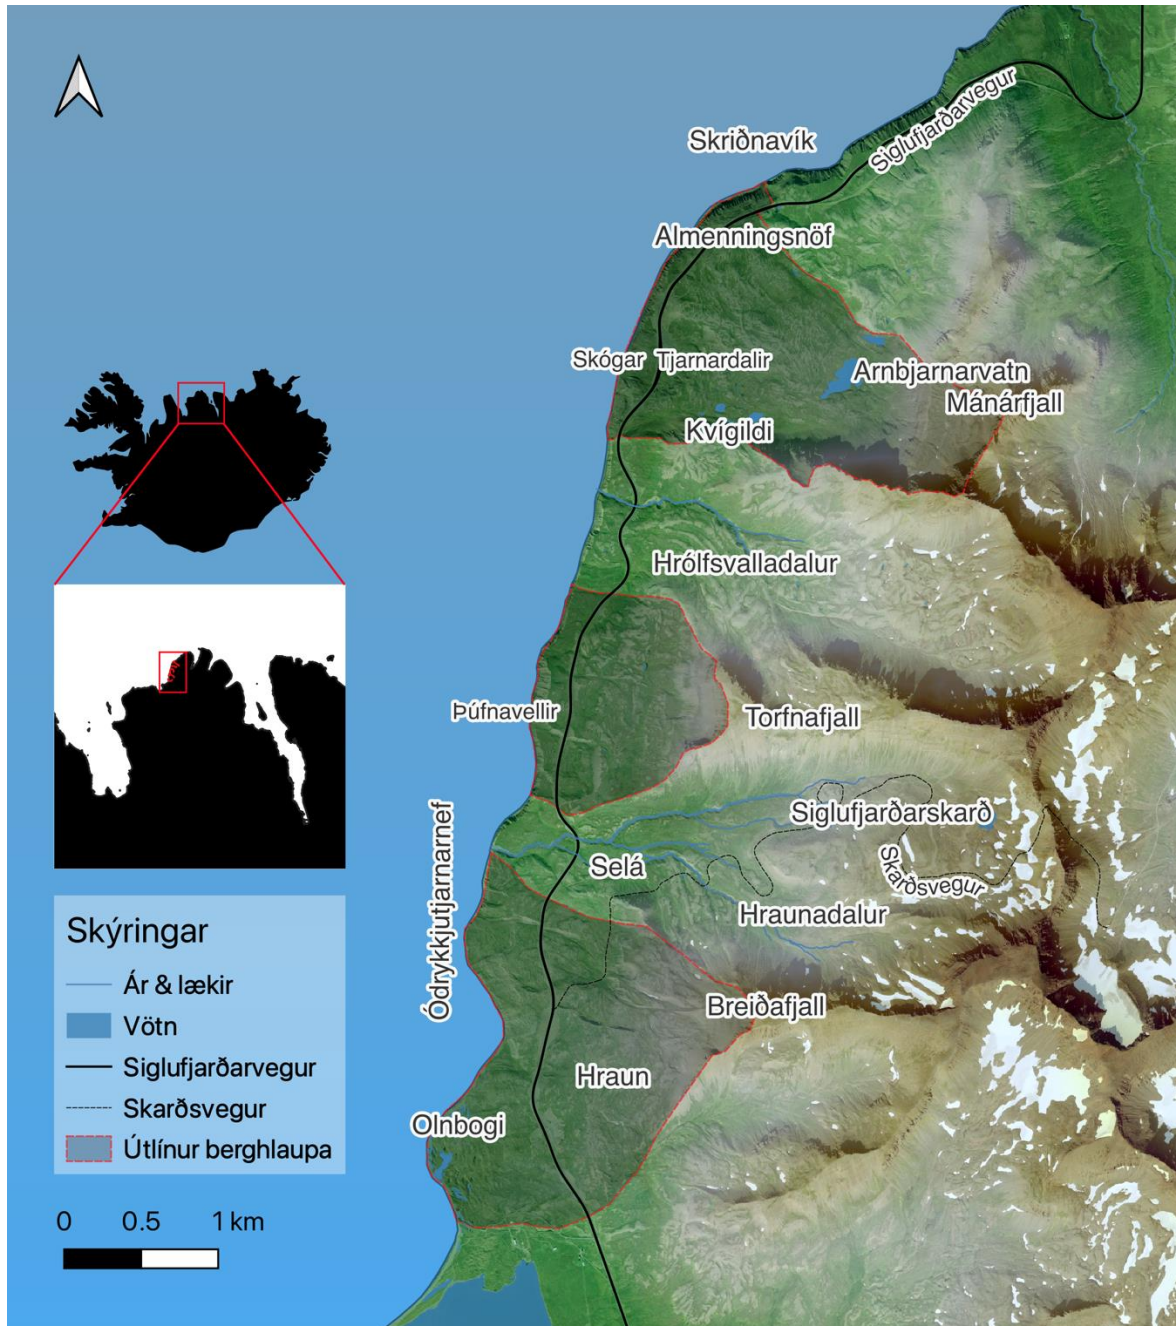 Skriðnavík
Siglufjarðarvegur
Almenningsnöf
Skógar
Tjarnardalir
Arnbjarnarvatn
Mánárfjall
Kvígildi
Hrólfsvalladalur
Þúfnavellir
Torfnafjall
Siglufjarðarskarð
Selá
Skarðsvegur
Ódrykkjutjarnarnef
Hraunadalur
Breiðafjall
Hraun
Olnbogi
Skýringar
Ár & lækir
Vötn
Siglufjarðarvegur
Skarðsvegur
Útlínur berghlaupa
0 0.5 1 km